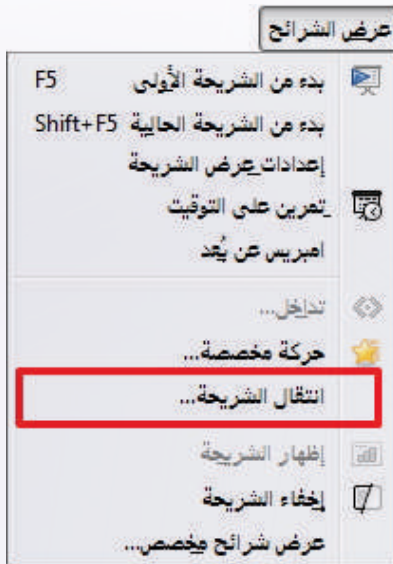 عرض الشرائح
بدء من الشريحة الأولى F5
بدء من الشريحة الحالية Shift+F5
إعدادات عرض الشريحة
تمرين على التوقيت
امبريس عن بُعد
تداخل...
حركة مخصصة...
انتقال الشريحة...
إظهار الشريحة
إخفاء الشريحة
عرض شرائح مخصص...